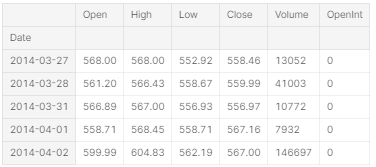 Open High Low Close Volume OpenInt
Date
2014-03-27 568.00 568.00 552.92 558.46 13052 0
2014-03-28 561.20 566.43 558.67 559.99 41003 0
2014-03-31 566.89 567.00 556.93 556.97 10772 0
2014-04-01 558.71 568.45 558.71 567.16 7932 0
2014-04-02 599.99 604.83 562.19 567.00 146697 0